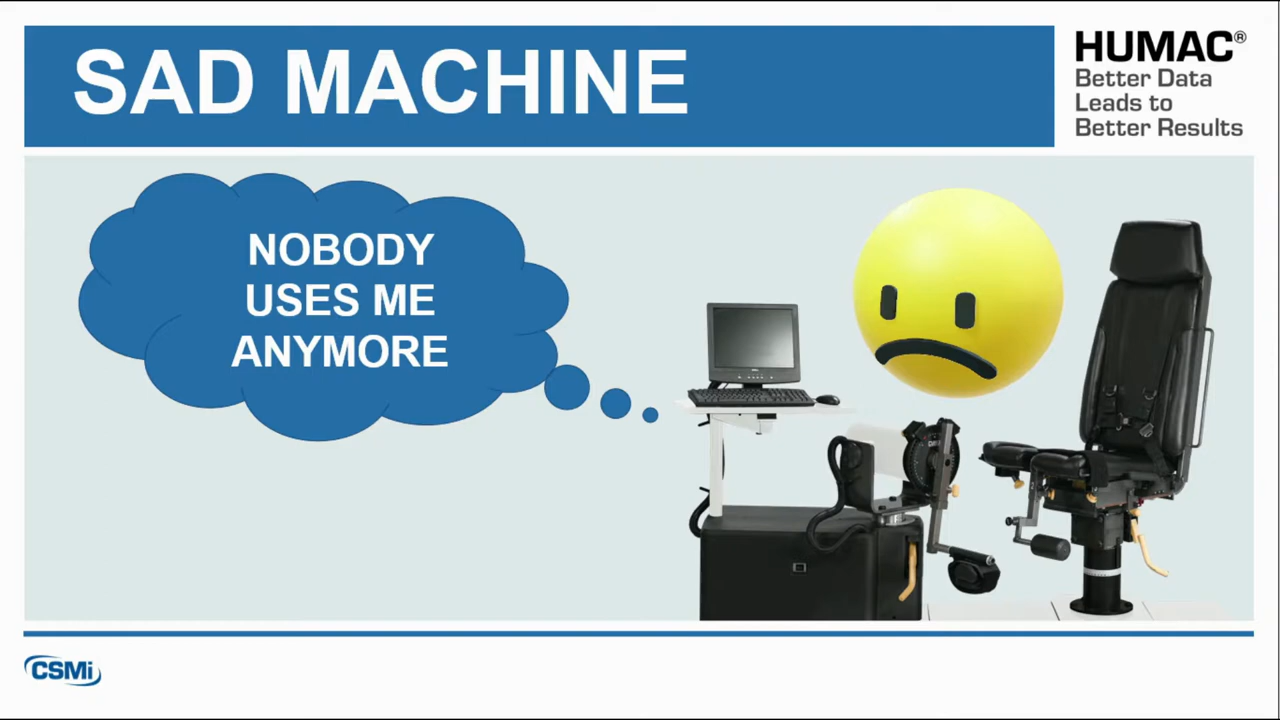 SAD MACHINE
HUMAC®
Better Data
Leads to
Better Results
NOBODY
USES ME
ANYMORE
CSMi